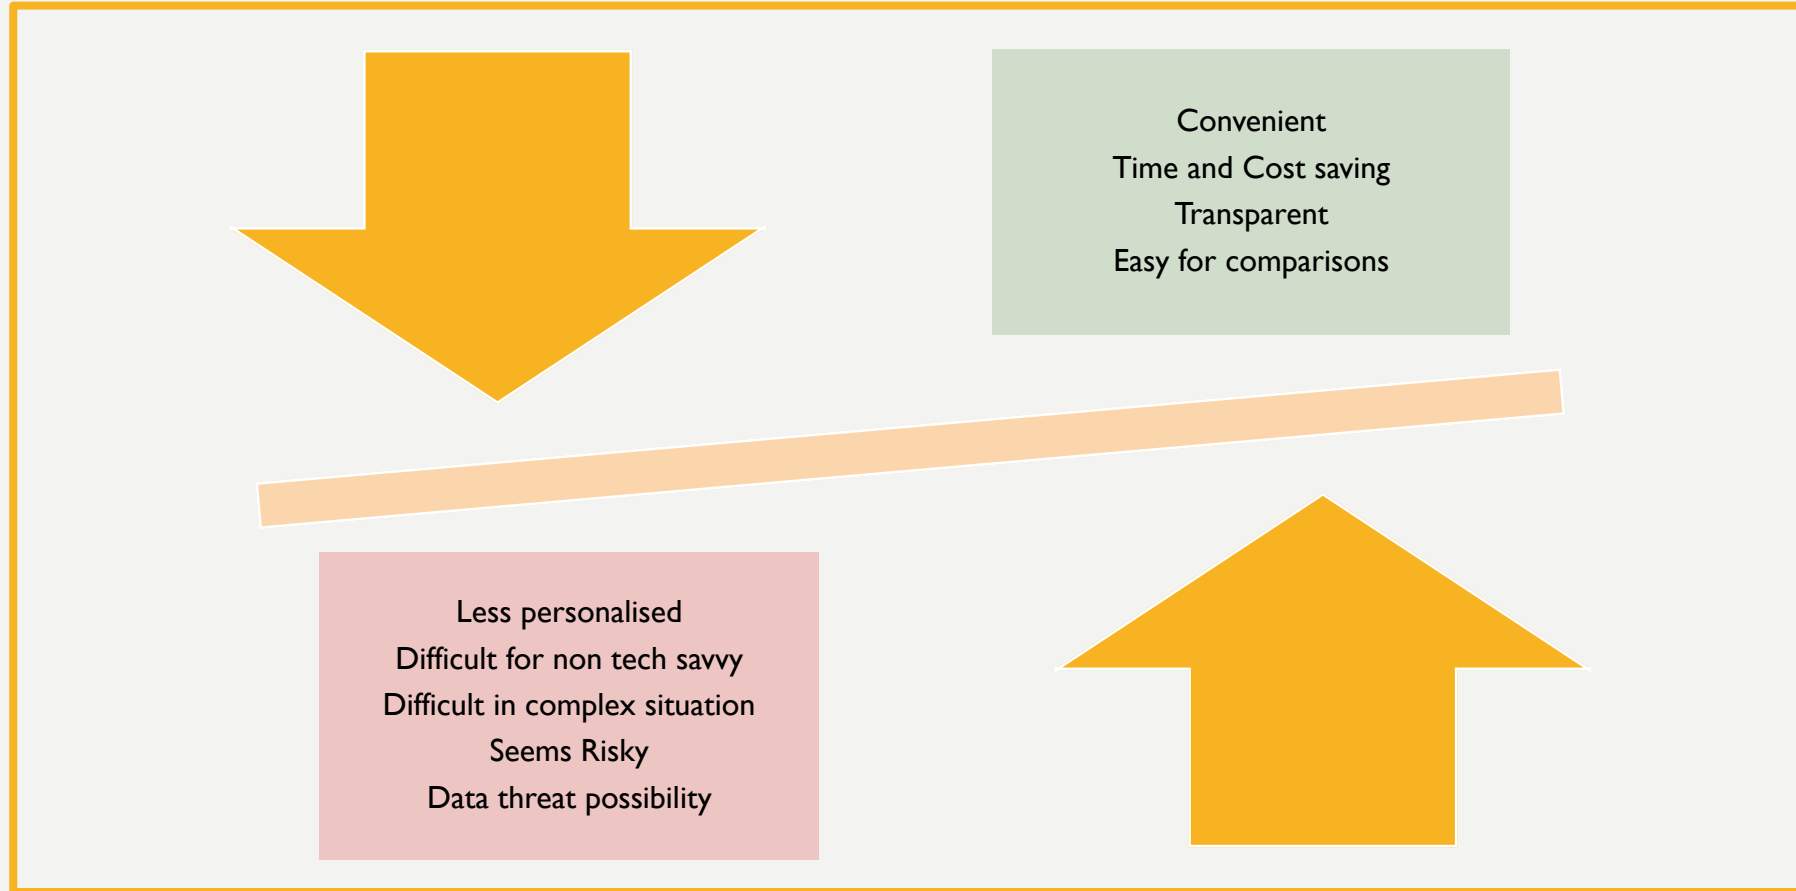 Convenient
Time and Cost saving
Transparent
Easy for comparisons
Less personalised
Difficult for non tech savvy
Difficult in complex situation
Seems Risky
Data threat possibility